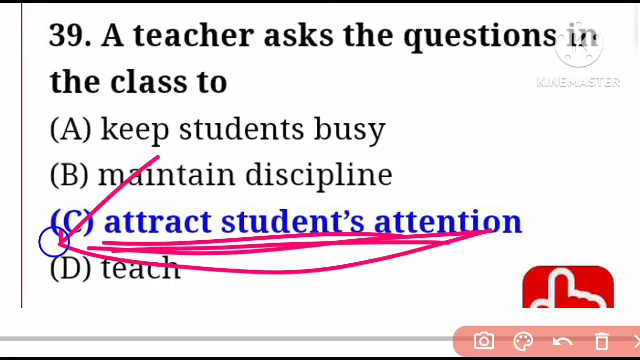 39. A teacher asks the questions in
KINEMASTER
the class to
(A) keep students busy
(B) maintain discipline
(C) attract student's attention
(D) teach